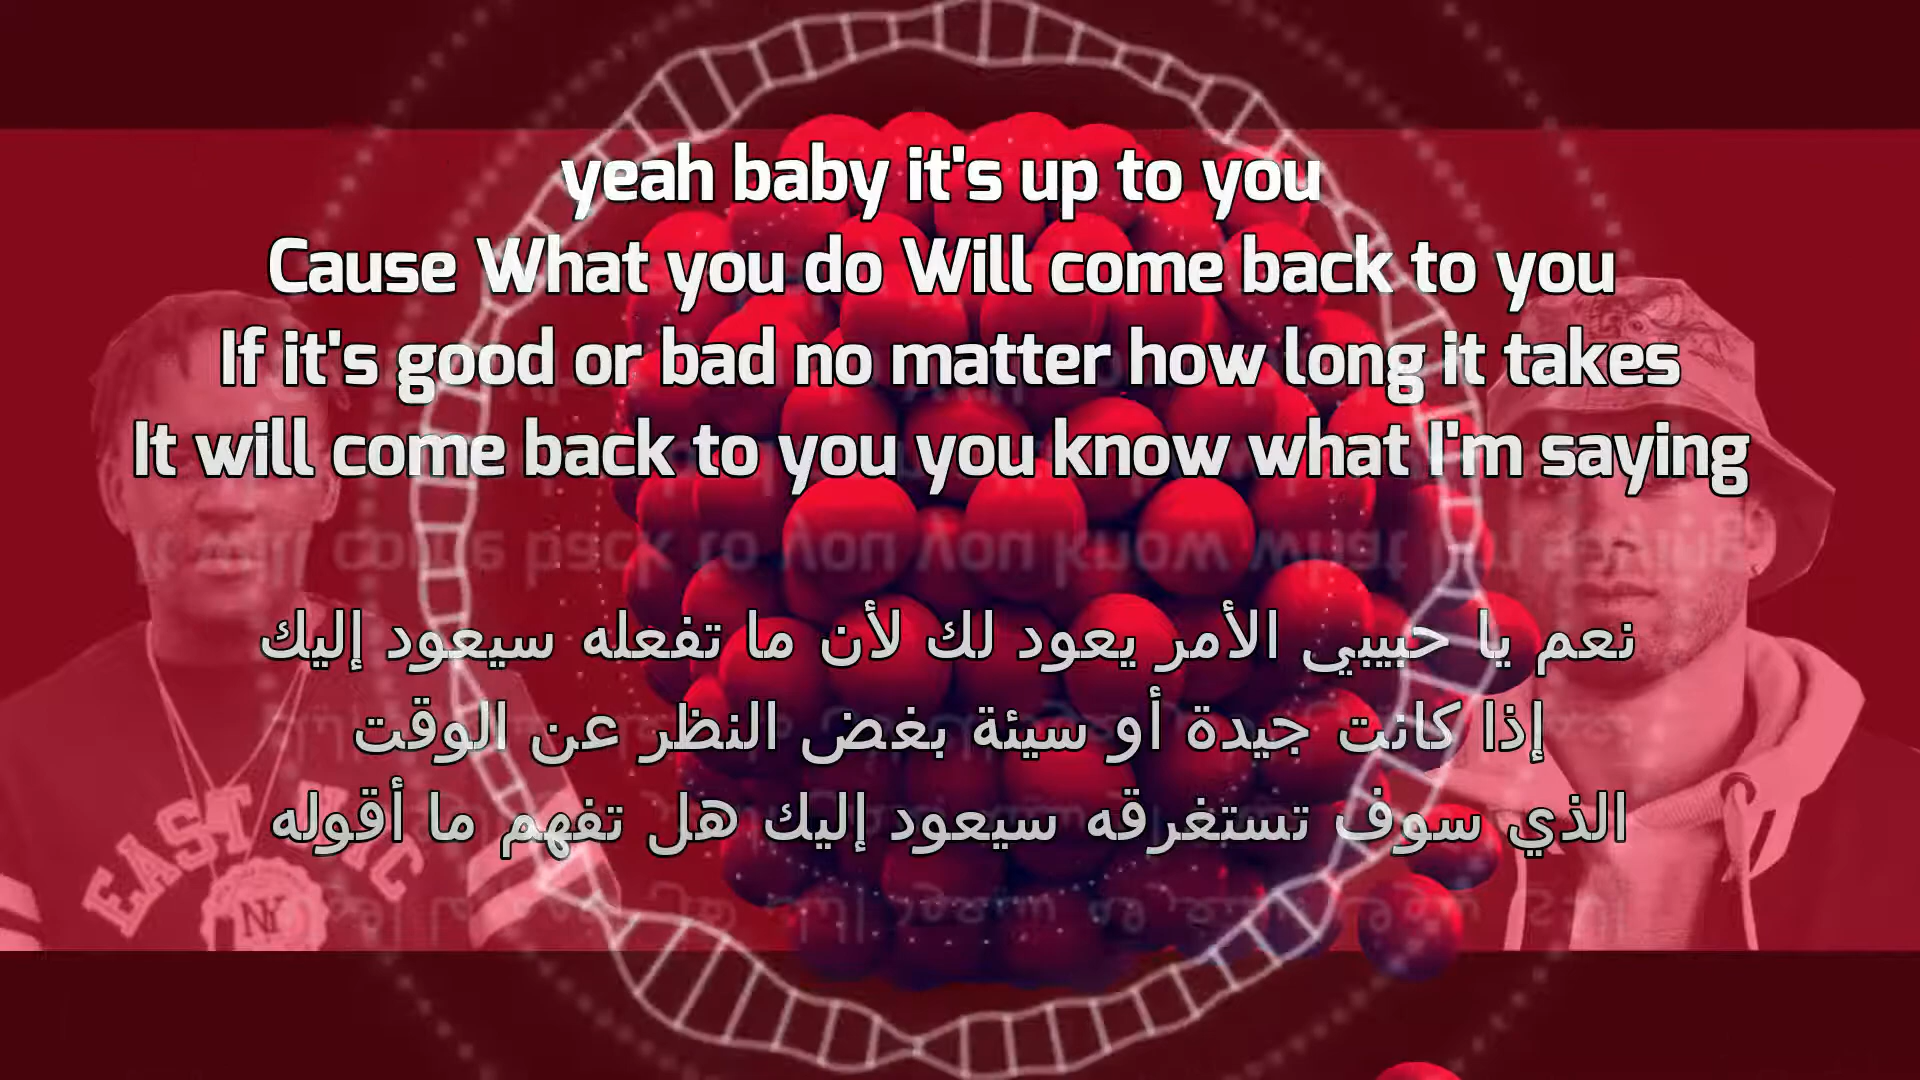 yeah baby it's up to you
Cause What you do Will come back to you
If it's good or bad no matter how long it takes
It will come back to you you know what I'm saying
نعم يا حبيبي الأمر يعود لك لأن ما تفعله سيعود إليك
إذا كانت جيدة أو سيئة بغض النظر عن الوقت
الذي سوف تستغرقه سيعود إليك هل تفهم ما أقوله
EAST
NY